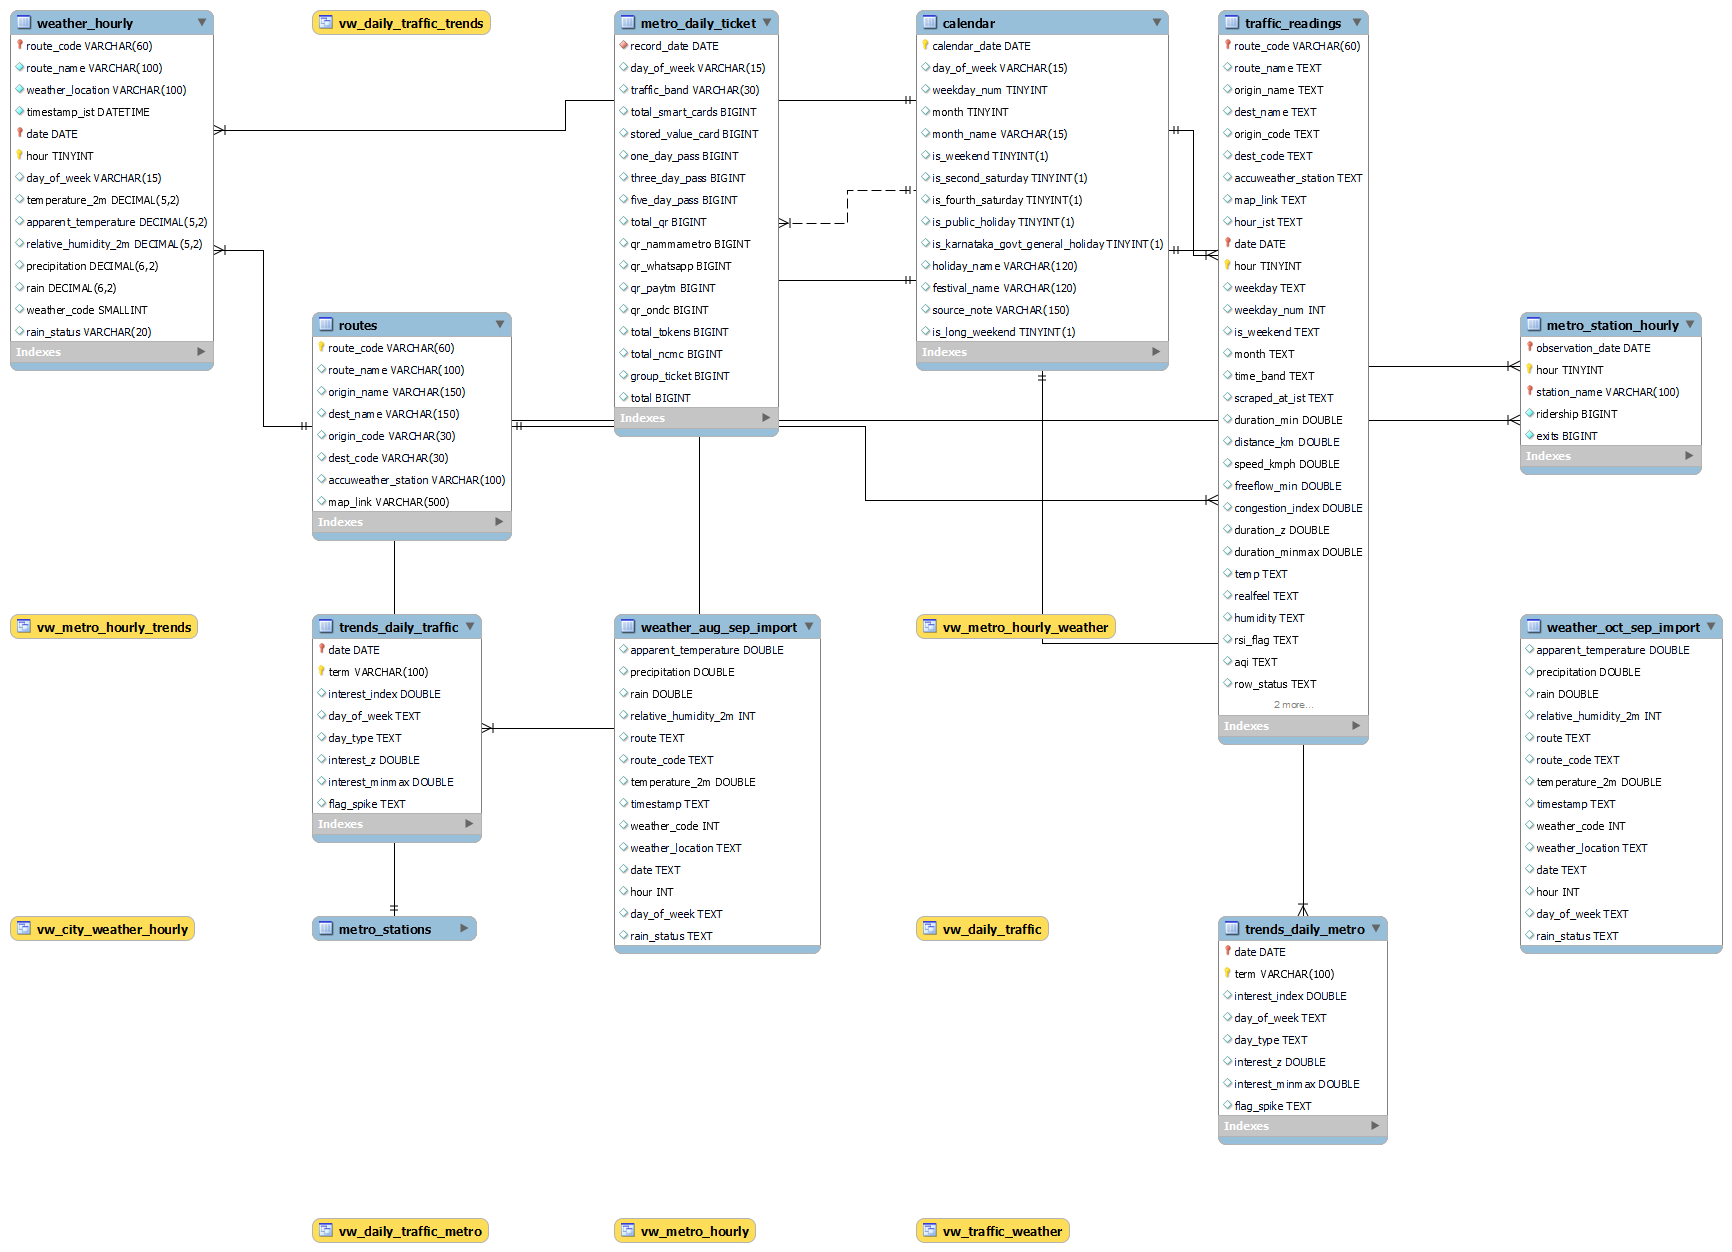 weather_hourly
route_code VARCHAR(60)
route_name VARCHAR(100)
weather_location VARCHAR(100)
timestamp_ist DATETIME
date DATE
hour TINYINT
day_of_week VARCHAR(15)
temperature_2m DECIMAL(5,2)
apparent_temperature DECIMAL(5,2)
relative_humidity_2m DECIMAL(5,2)
precipitation DECIMAL(6,2)
rain DECIMAL(6,2)
weather_code SMALLINT
rain_status VARCHAR(20)
Indexes
vw_daily_traffic_trends
metro_daily_ticket
record_date DATE
day_of_week VARCHAR(15)
traffic_band VARCHAR(30)
total_smart_cards BIGINT
stored_value_card BIGINT
one_day_pass BIGINT
three_day_pass BIGINT
five_day_pass BIGINT
total_qr BIGINT
qr_nammametro BIGINT
qr_whatsapp BIGINT
qr_paytm BIGINT
qr_ondc BIGINT
total_tokens BIGINT
total_ncmc BIGINT
group_ticket BIGINT
total BIGINT
Indexes
calendar
calendar_date DATE
day_of_week VARCHAR(15)
weekday_num TINYINT
month TINYINT
month_name VARCHAR(15)
is_weekend TINYINT(1)
is_second_saturday TINYINT(1)
is_fourth_saturday TINYINT(1)
is_public_holiday TINYINT(1)
is_karnataka_govt_general_holiday TINYINT(1)
holiday_name VARCHAR(120)
festival_name VARCHAR(120)
source_note VARCHAR(150)
is_long_weekend TINYINT(1)
Indexes
traffic_readings
route_code VARCHAR(60)
route_name TEXT
origin_name TEXT
dest_name TEXT
origin_code TEXT
dest_code TEXT
accuweather_station TEXT
map_link TEXT
hour_ist TEXT
date DATE
hour TINYINT
weekday TEXT
weekday_num INT
is_weekend TEXT
month TEXT
time_band TEXT
scraped_at_ist TEXT
duration_min DOUBLE
distance_km DOUBLE
speed_kmph DOUBLE
freeflow_min DOUBLE
congestion_index DOUBLE
duration_z DOUBLE
duration_minmax DOUBLE
temp TEXT
realfeel TEXT
humidity TEXT
rsi_flag TEXT
aqi TEXT
row_status TEXT
2 more...
Indexes
routes
route_code VARCHAR(60)
route_name VARCHAR(100)
origin_name VARCHAR(150)
dest_name VARCHAR(150)
origin_code VARCHAR(30)
dest_code VARCHAR(30)
accuweather_station VARCHAR(100)
map_link VARCHAR(500)
Indexes
metro_station_hourly
observation_date DATE
hour TINYINT
station_name VARCHAR(100)
ridership BIGINT
exits BIGINT
Indexes
vw_metro_hourly_trends
trends_daily_traffic
date DATE
term VARCHAR(100)
interest_index DOUBLE
day_of_week TEXT
day_type TEXT
interest_z DOUBLE
interest_minmax DOUBLE
flag_spike TEXT
Indexes
weather_aug_sep_import
apparent_temperature DOUBLE
precipitation DOUBLE
rain DOUBLE
relative_humidity_2m INT
route TEXT
route_code TEXT
temperature_2m DOUBLE
timestamp TEXT
weather_code INT
weather_location TEXT
date TEXT
hour INT
day_of_week TEXT
rain_status TEXT
vw_metro_hourly_weather
weather_oct_sep_import
apparent_temperature DOUBLE
precipitation DOUBLE
rain DOUBLE
relative_humidity_2m INT
route TEXT
route_code TEXT
temperature_2m DOUBLE
timestamp TEXT
weather_code INT
weather_location TEXT
date TEXT
hour INT
day_of_week TEXT
rain_status TEXT
vw_city_weather_hourly
metro_stations
vw_daily_traffic
trends_daily_metro
date DATE
term VARCHAR(100)
interest_index DOUBLE
day_of_week TEXT
day_type TEXT
interest_z DOUBLE
interest_minmax DOUBLE
flag_spike TEXT
Indexes
vw_daily_traffic_metro
vw_metro_hourly
vw_traffic_weather